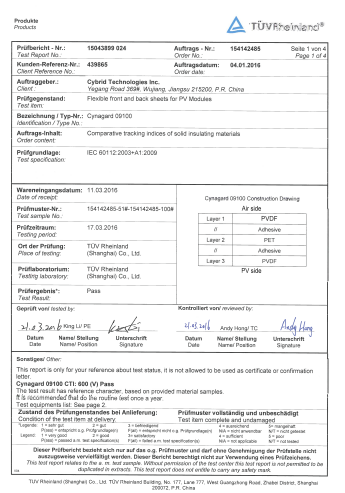 Produkte
Products
TÜVRheinland®
Prüfbericht - Nr.: 15043899 024 Auftrags - Nr.: 154142485 Seite 1 von 4
Test Report No.: Order No.: Page 1 of 4
Kunden-Referenz-Nr.: 439865 Auftragsdatum: 04.01.2016
Client Reference No.: Order date:
Auftraggeber.: Cybrid Technologies Inc.
Client.: Yegang Road 369#, Wujiang, Jiangsu 215200, P.R. China
Prüfgegenstand: Flexible front and back sheets for PV Modules
Test item:
Bezeichnung / Typ-Nr.: Cynagard 09100
Identification / Type No.:
Auftrags-Inhalt: Comparative tracking indices of solid insulating materials
Order content:
Prüfgrundlage: IEC 60112:2003+A1:2009
Test specification:
Wareneingangsdatum: 11.03.2016
Date of receipt:
Prüfmuster-Nr.: 154142485-51#-154142485-100#
Test sample No.:
Prüfzeitraum: 17.03.2016
Testing period:
Ort der Prüfung: TÜV Rheinland
Place of testing: (Shanghai) Co., Ltd.
Prüflaboratorium: TÜV Rheinland
Testing laboratory: (Shanghai) Co., Ltd.
Prüfergebnis*: Pass
Test Result:
Cynagard 09100 Construction Drawing
Air side
Layer 1 PVDF
// Adhesive
Layer 2 PET
// Adhesive
Layer 3 PVDF
PV side
Geprüft von/ tested by: Kontrolliert von/ reviewed by:
21.03.2016 King Li/ PE 21.03.2016 Andy Hong/ TC Andy Hong
Datum Name/ Stellung Unterschrift Datum Name/ Stellung Unterschrift
Date Name/ Position Signature Date Name/ Position Signature
Sonstiges/ Other:
This report is only for your reference about test status, it is not allowed to be used as certificate or confirmation
letter.
Cynagard 09100 CTI: 600 (V) Pass
The test result has reference character, based on provided material samples.
It is recommended that do the routine test once a year.
Test equipments list: See page 2.
Zustand des Prüfungsgegenstandes bei Anlieferung: Prüfmuster vollständig und unbeschädigt
Condition of the test item at delivery: Test item complete and undamaged
*Legende: 1 = sehr gut 2 = gut 3 = befriedigend 4 = ausreichend 5 = mangelhaft
P(ass) = entspricht o.g. Prüfgrundlage(n) F(ail) = entspricht nicht o.g. Prüfgrundlage(n) N/A = nicht anwendbar N/T = nicht getestet
Legend: 1 = very good 2 = good 3 = satisfactory 4 = sufficient 5 = poor
P(ass) = passed a.m. test specification(s) F(ail) = failed a.m. test specification(s) N/A = not applicable N/T = not tested
Dieser Prüfbericht bezieht sich nur auf das o.g. Prüfmuster und darf ohne Genehmigung der Prüfstelle nicht
auszugsweise vervielfältigt werden. Dieser Bericht berechtigt nicht zur Verwendung eines Prüfzeichens.
This test report relates to the a. m. test sample. Without permission of the test center this test report is not permitted to be
duplicated in extracts. This test report does not entitle to carry any safety mark.
TÜV Rheinland (Shanghai) Co., Ltd. TÜV Rheinland Building, No. 177, Lane 777, West Guangzhong Road, Zhabei District, Shanghai
200072, P.R. China